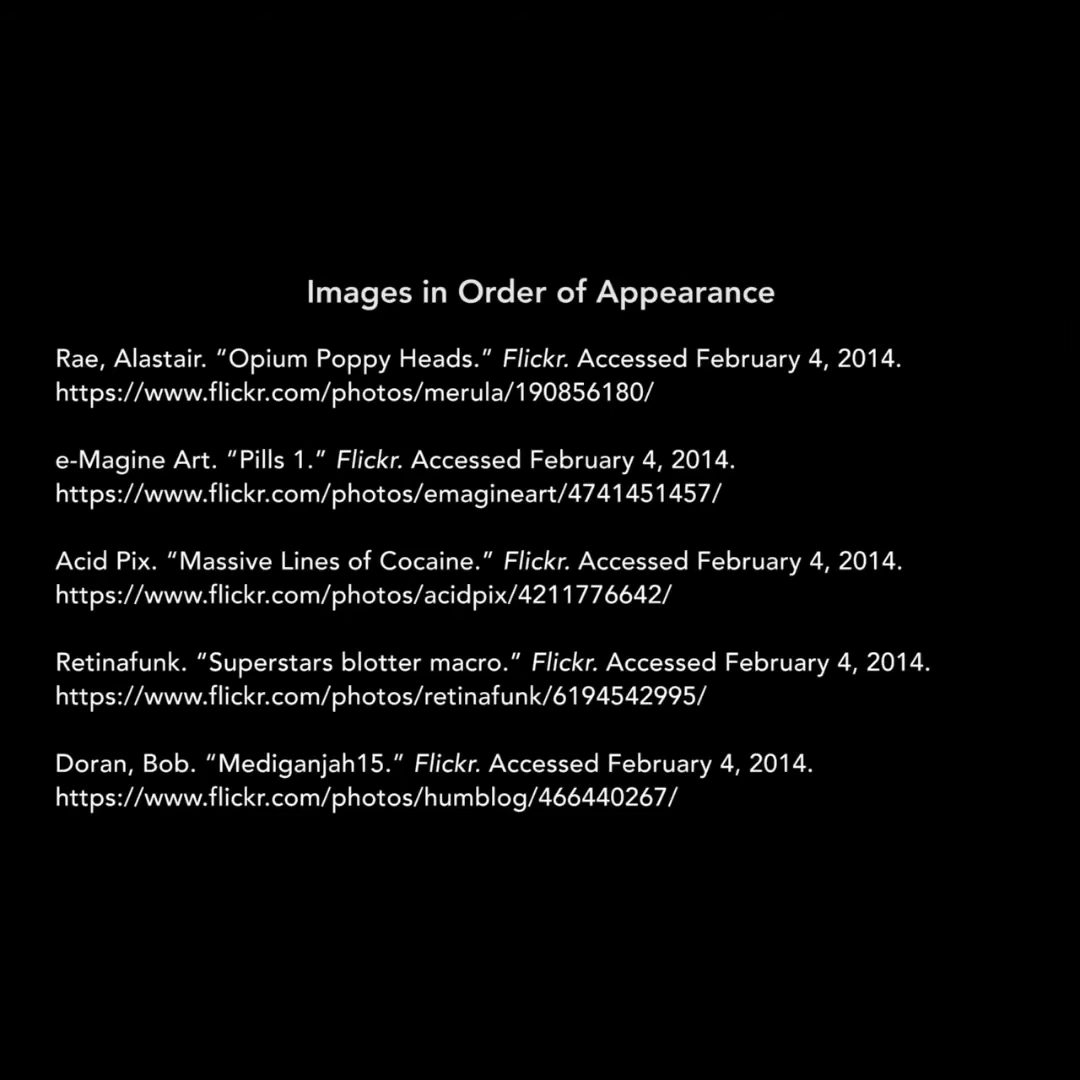 Images in Order of Appearance
Rae, Alastair. “Opium Poppy Heads.” Flickr. Accessed February 4, 2014.
https://www.flickr.com/photos/merula/190856180/
e-Magine Art. “Pills 1.” Flickr. Accessed February 4, 2014.
https://www.flickr.com/photos/emagineart/4741451457/
Acid Pix. “Massive Lines of Cocaine.” Flickr. Accessed February 4, 2014.
https://www.flickr.com/photos/acidpix/4211776642/
Retinafunk. “Superstars blotter macro.” Flickr. Accessed February 4, 2014.
https://www.flickr.com/photos/retinafunk/6194542995/
Doran, Bob. “Mediganjah15.” Flickr. Accessed February 4, 2014.
https://www.flickr.com/photos/humblog/466440267/